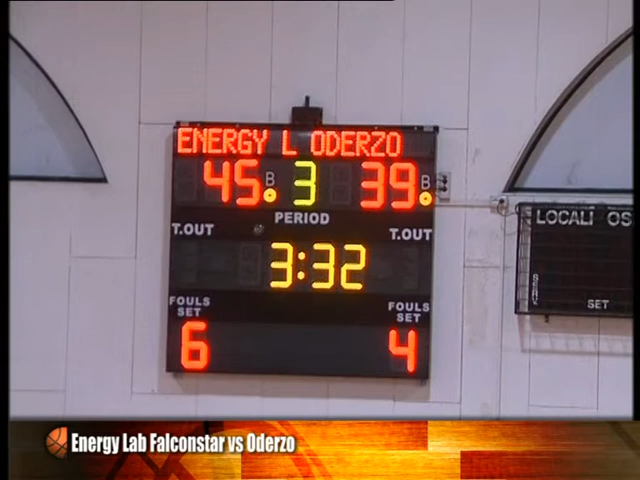 ENERGY L ODERZO
45 B 3 39 B
PERIOD
T.OUT T.OUT
3:32
FOULS SET FOULS SET
6 4
LOCALI OS
SET
Energy Lab Falconstar vs Oderzo